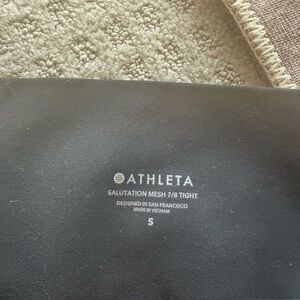 ATHLETA
SALUTATION MESH 7/8 TIGHT
DESIGNED IN SAN FRANCISCO
MADE IN VIETNAM
S